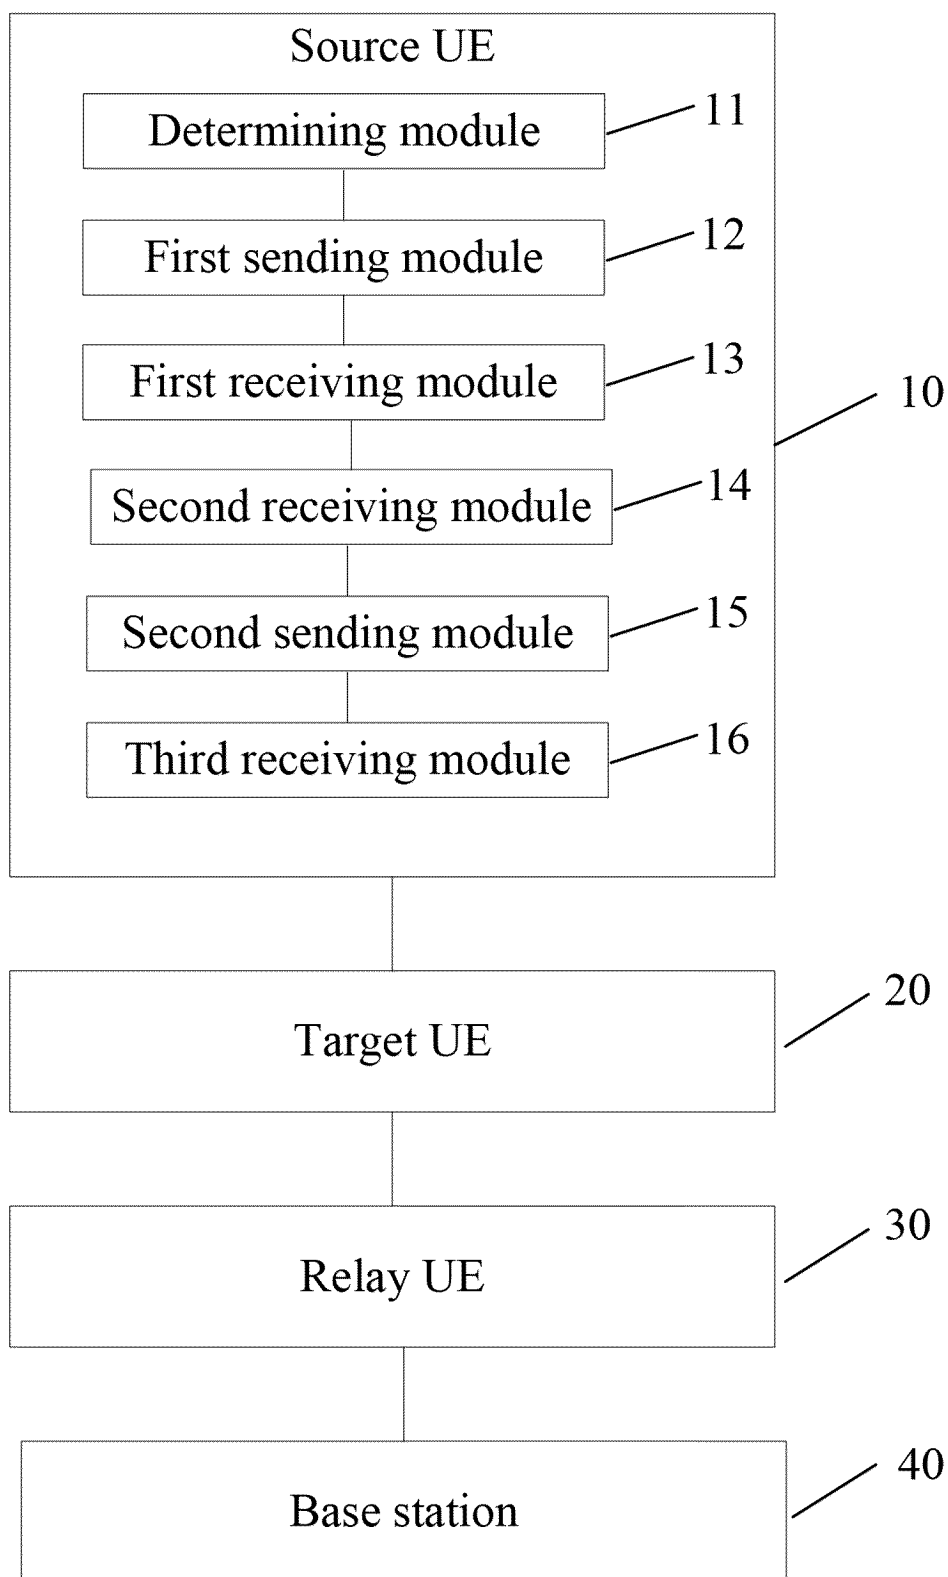 Source UE
Determining module
11
First sending module
12
First receiving module
13
10
Second receiving module
14
Second sending module
15
Third receiving module
16
Target UE
20
Relay UE
30
Base station
40